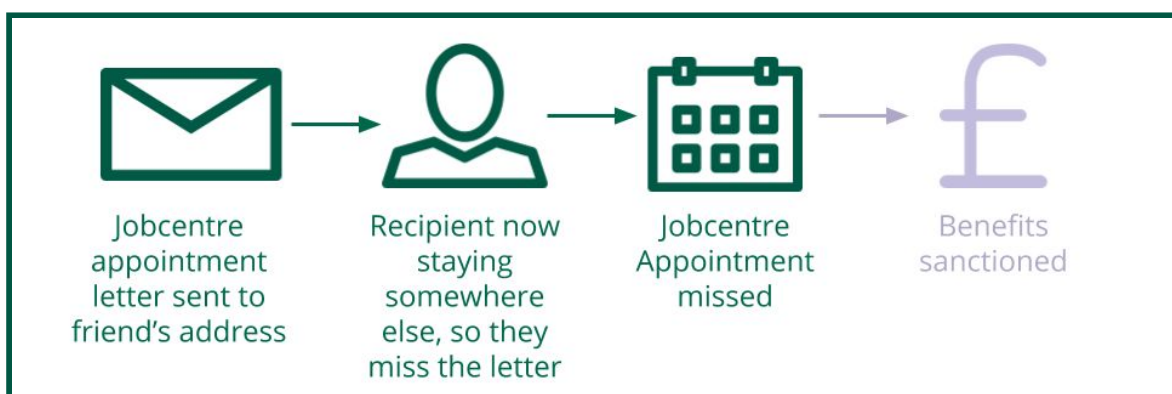 Jobcentre
appointment
letter sent to
friend's address
Recipient now
staying
somewhere
else, so they
miss the letter
Jobcentre
Appointment
missed
£
Benefits
sanctioned